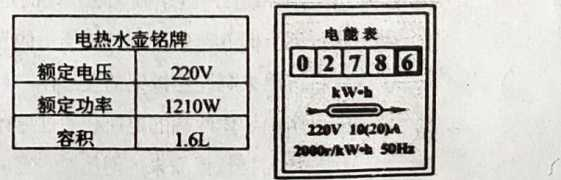 电热水壶铭牌
额定电压 220V
额定功率 1210W
容积 1.6L
电能表
0 2 7 8 6
kW•h
220V 10(20)A
2000r/kW•h 50Hz